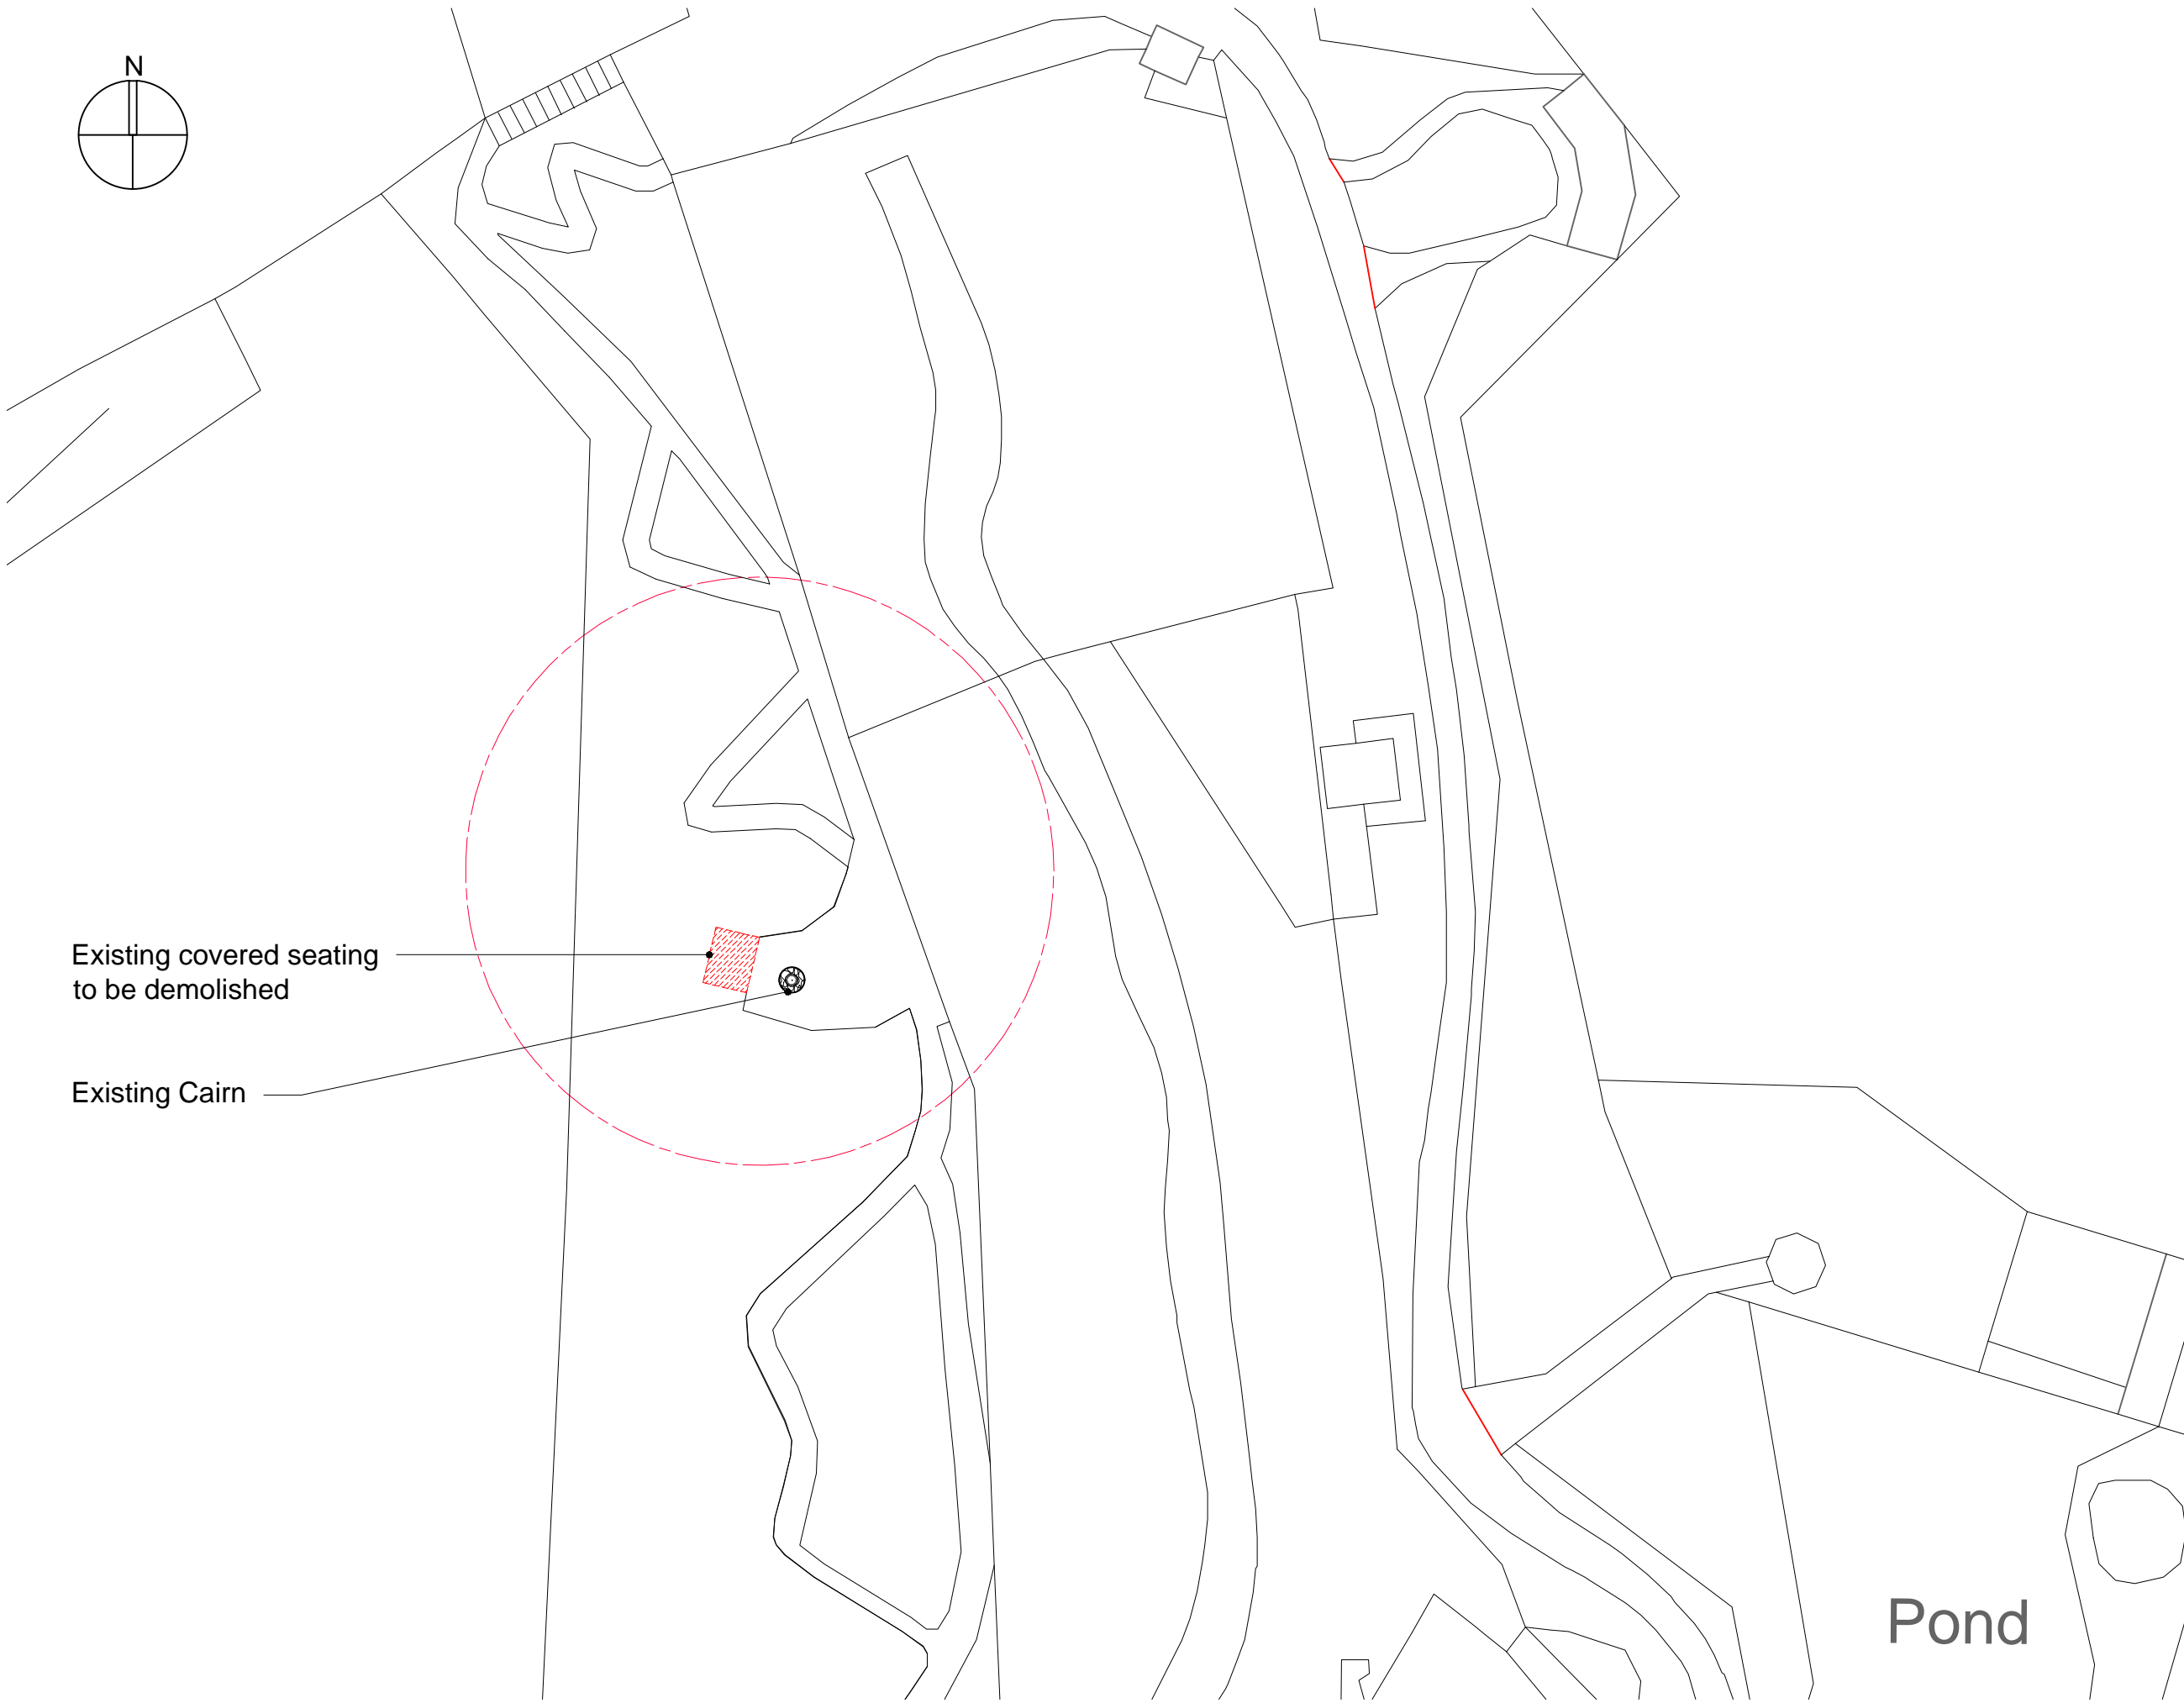 N
Existing covered seating
to be demolished
Existing Cairn
Pond